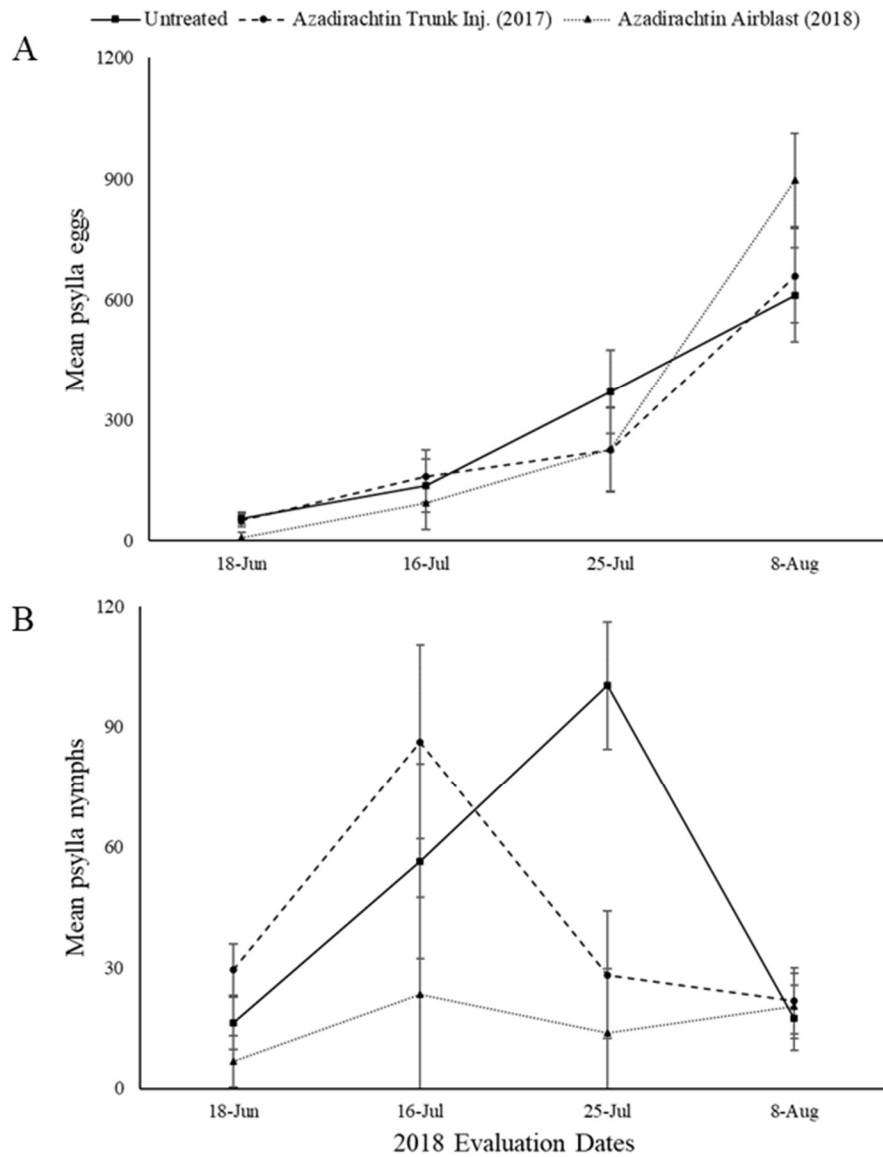 Untreated Azadirachtin Trunk Inj. (2017) Azadirachtin Airblast (2018)
A
1200
900
600
300
0
Mean psylla eggs
18-Jun 16-Jul 25-Jul 8-Aug
B
120
90
60
30
0
Mean psylla nymphs
18-Jun 16-Jul 25-Jul 8-Aug
2018 Evaluation Dates